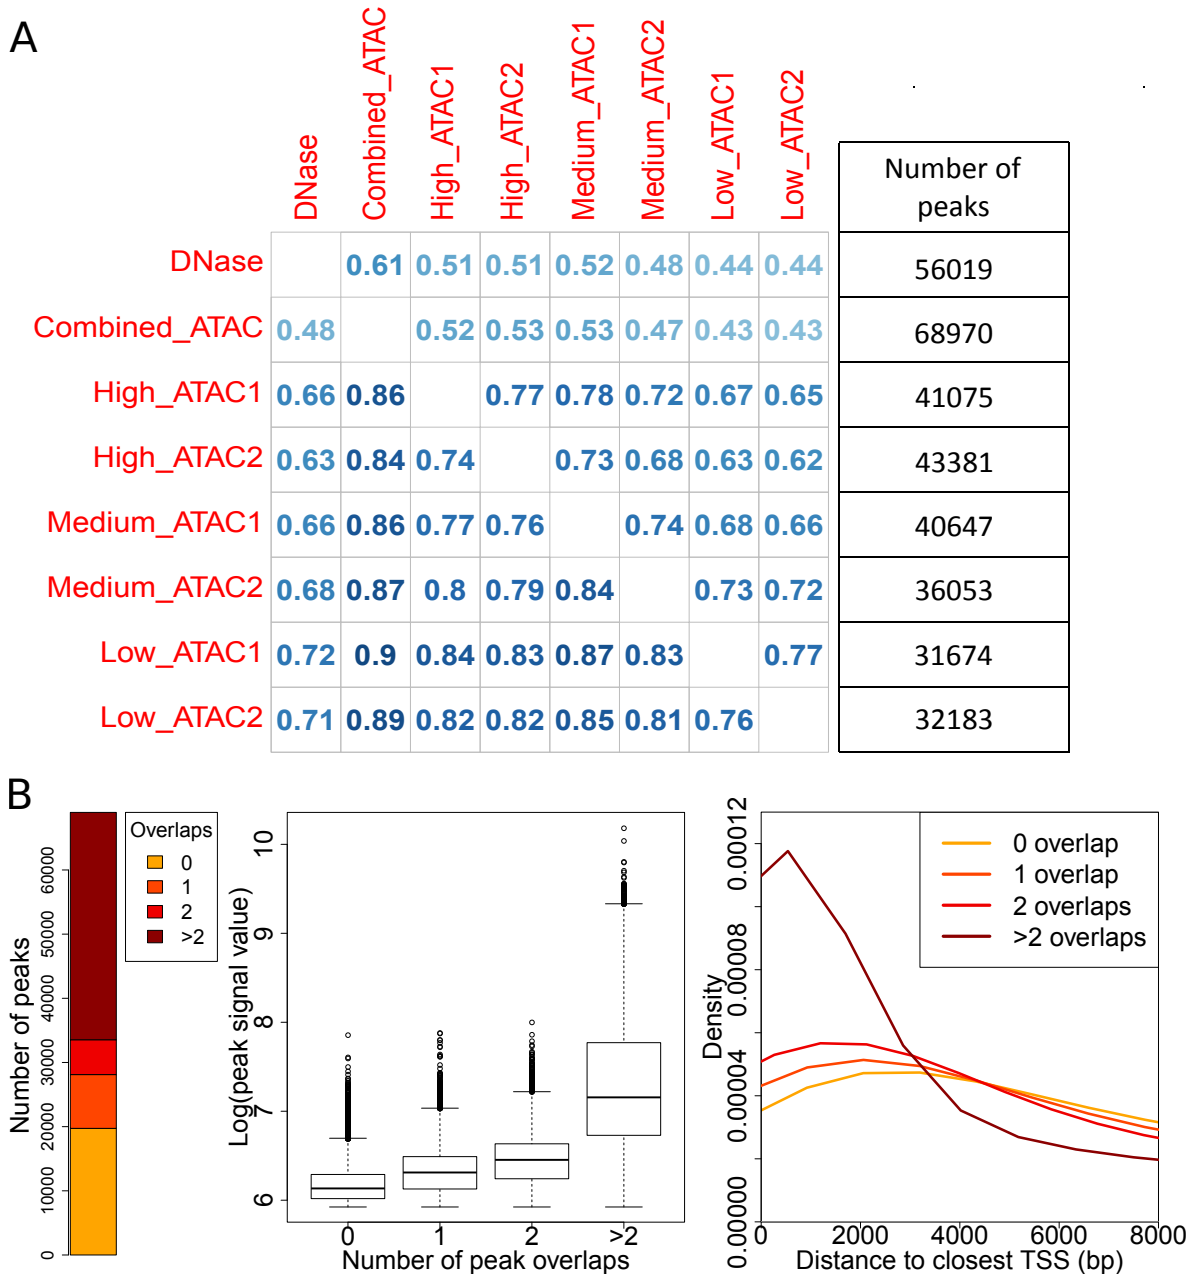 A
DNase
Combined_ATAC
High_ATAC1
High_ATAC2
Medium_ATAC1
Medium_ATAC2
Low_ATAC1
Low_ATAC2
Number of
peaks
DNase 0.61 0.51 0.51 0.52 0.48 0.44 0.44 56019
Combined_ATAC 0.48 0.52 0.53 0.53 0.47 0.43 0.43 68970
High_ATAC1 0.66 0.86 0.77 0.78 0.72 0.67 0.65 41075
High_ATAC2 0.63 0.84 0.74 0.73 0.68 0.63 0.62 43381
Medium_ATAC1 0.66 0.86 0.77 0.76 0.74 0.68 0.66 40647
Medium_ATAC2 0.68 0.87 0.8 0.79 0.84 0.73 0.72 36053
Low_ATAC1 0.72 0.9 0.84 0.83 0.87 0.83 0.77 31674
Low_ATAC2 0.71 0.89 0.82 0.82 0.85 0.81 0.76 32183
B
Number of peaks
0
10000
20000
30000
40000
50000
60000
Overlaps
0
1
2
>2
Log(peak signal value)
6
7
8
9
10
0 1 2 >2
Number of peak overlaps
Density
0.00000
0.00004
0.00008
0.00012
0 overlap
1 overlap
2 overlaps
>2 overlaps
0 2000 4000 6000 8000
Distance to closest TSS (bp)